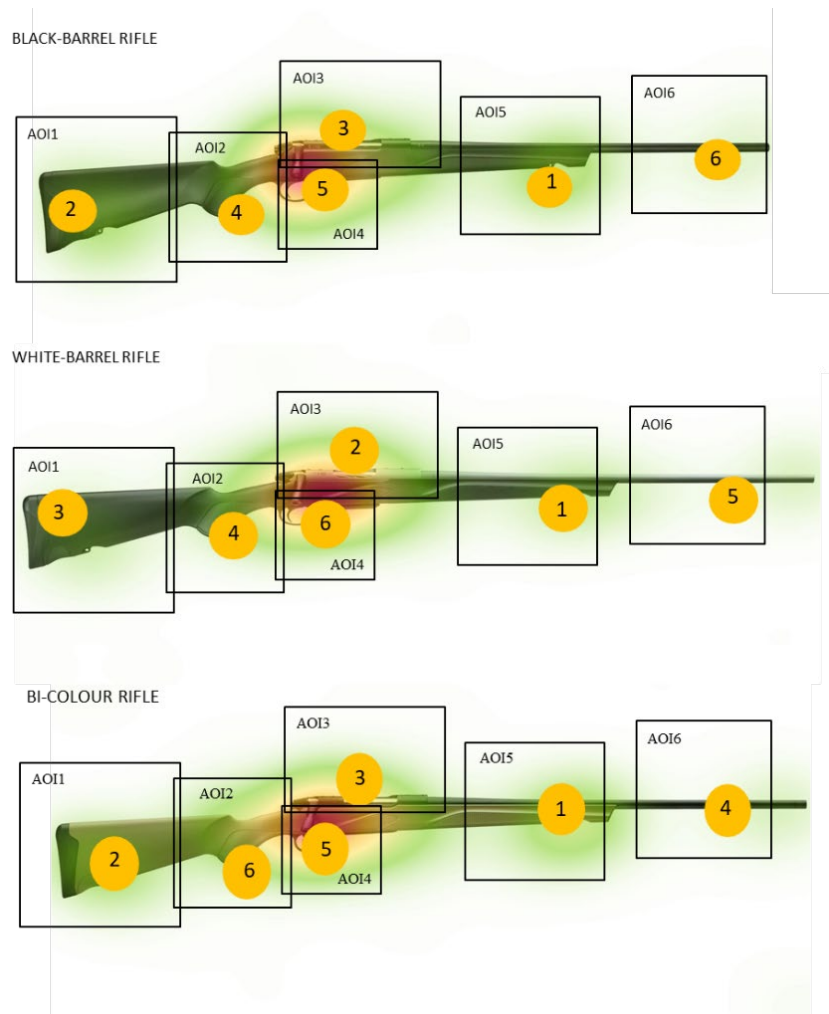 BLACK-BARREL RIFLE
AOI3
AOI6
AOI5
AOI1
AOI2
3
6
5
1
2
4
AOI4
WHITE-BARREL RIFLE
AOI3
AOI6
AOI5
2
AOI1
AOI2
5
3
1
6
4
AOI4
BI-COLOUR RIFLE
AOI3
AOI6
AOI5
AOI1
3
AOI2
1
4
5
2
6
AOI4